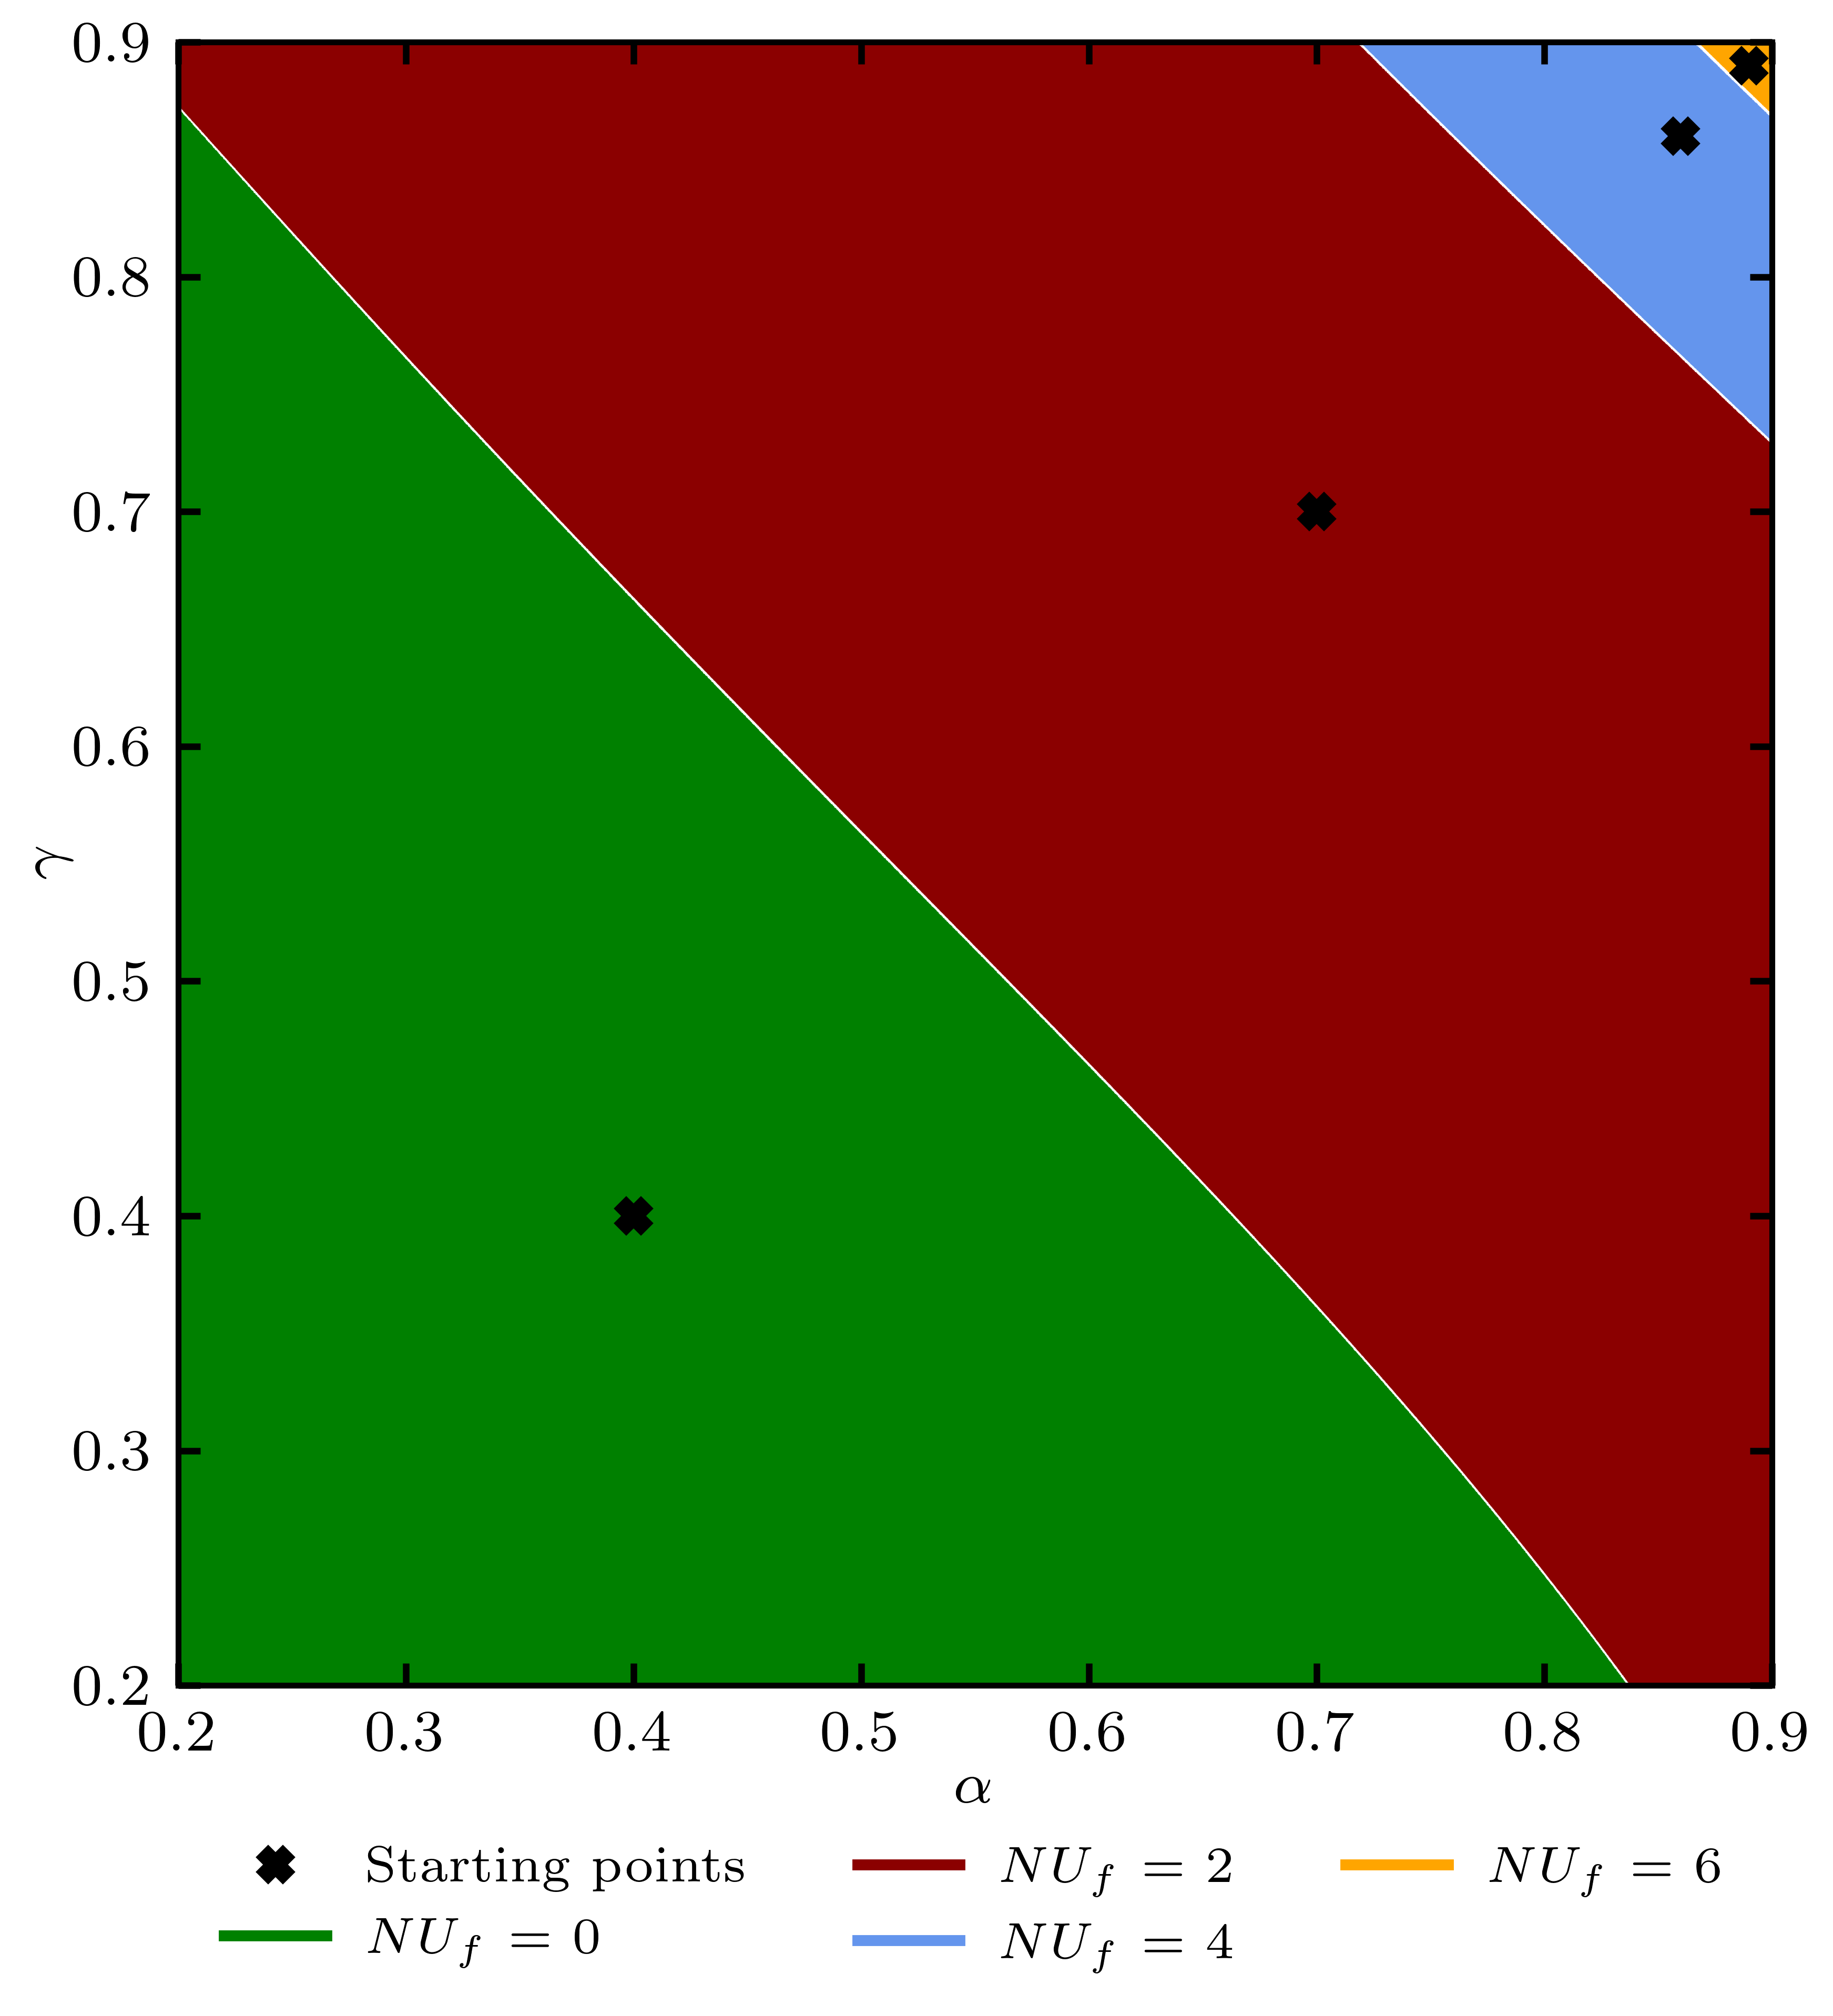 0.9
0.8
0.7
0.6
0.5
0.4
0.3
0.2
γ
0.2 0.3 0.4 0.5 0.6 0.7 0.8 0.9
α
Starting points
NU_f = 0
NU_f = 2
NU_f = 4
NU_f = 6